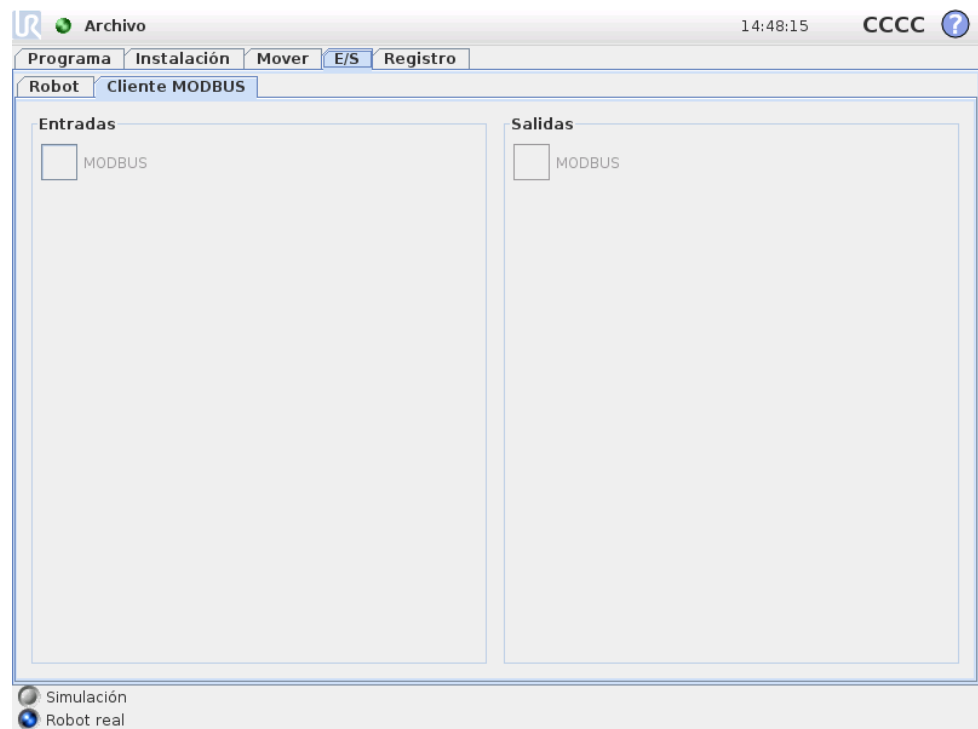 UR Archivo 14:48:15 CCCC ?
Programa Instalación Mover E/S Registro
Robot Cliente MODBUS
Entradas
MODBUS
Salidas
MODBUS
Simulación
Robot real